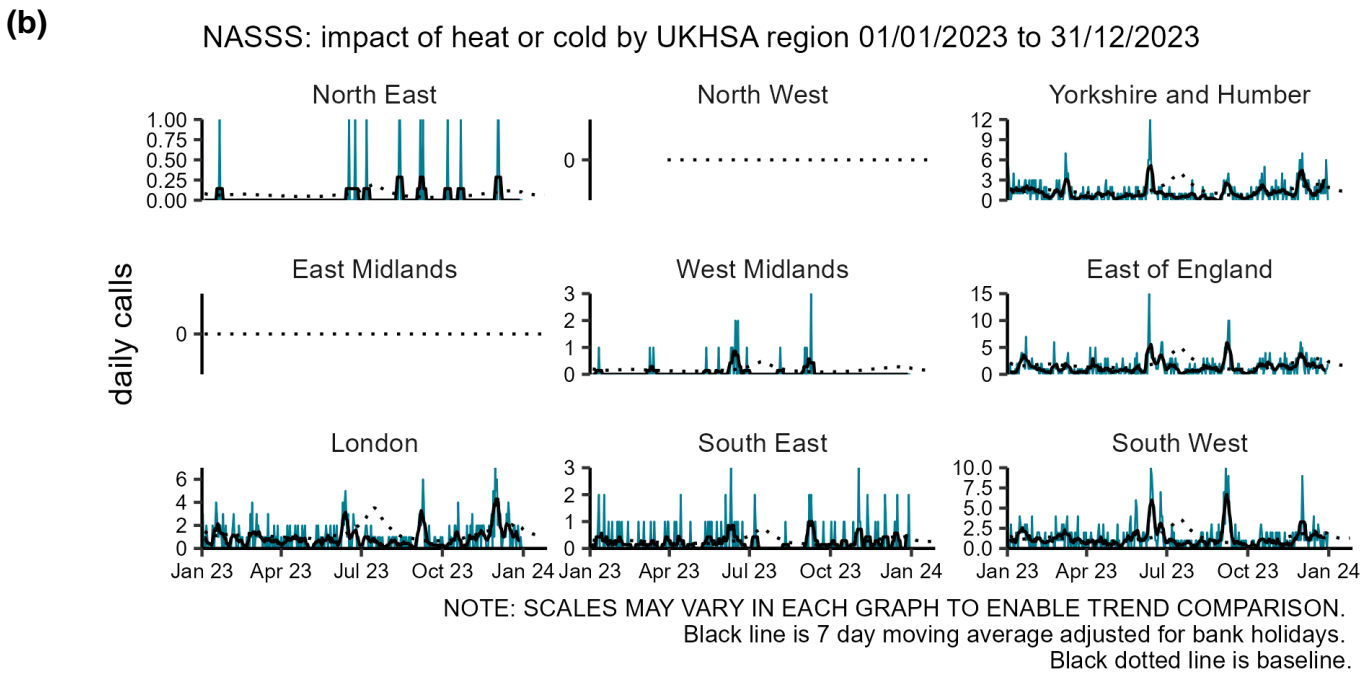 (b)
NASSS: impact of heat or cold by UKHSA region 01/01/2023 to 31/12/2023
daily calls
North East
1.00
0.75
0.50
0.25
0.00
North West
0
Yorkshire and Humber
12
9
6
3
0
East Midlands
0
West Midlands
3
2
1
0
East of England
15
10
5
0
London
6
4
2
0
Jan 23 Apr 23 Jul 23 Oct 23 Jan 24
South East
3
2
1
0
Jan 23 Apr 23 Jul 23 Oct 23 Jan 24
South West
10.0
7.5
5.0
2.5
0.0
Jan 23 Apr 23 Jul 23 Oct 23 Jan 24
NOTE: SCALES MAY VARY IN EACH GRAPH TO ENABLE TREND COMPARISON.
Black line is 7 day moving average adjusted for bank holidays.
Black dotted line is baseline.